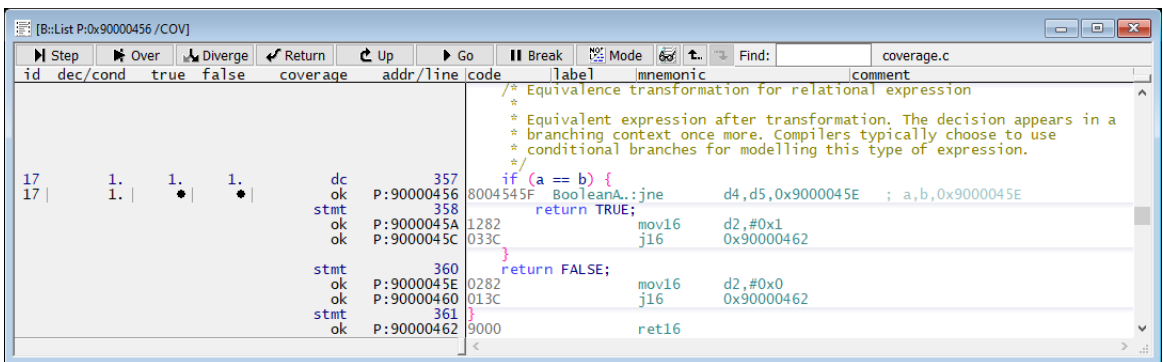 [B::List P:0x90000456 /COV]
Step Over Diverge Return Up Go Break Mode Find: coverage.c
id dec/cond true false coverage addr/line code label mnemonic comment
/* Equivalence transformation for relational expression
*
* Equivalent expression after transformation. The decision appears in a
* branching context once more. Compilers typically choose to use
* conditional branches for modelling this type of expression.
*/
17 1. 1. 1. dc 357 if (a == b) {
17 1. ● ● ok P:90000456 8004545F BooleanA..:jne d4,d5,0x9000045E ; a,b,0x9000045E
stmt 358 return TRUE;
ok P:9000045A 1282 mov16 d2,#0x1
ok P:9000045C 033C j16 0x90000462
}
stmt 360 return FALSE;
ok P:9000045E 0282 mov16 d2,#0x0
ok P:90000460 013C j16 0x90000462
stmt 361 }
ok P:90000462 9000 ret16